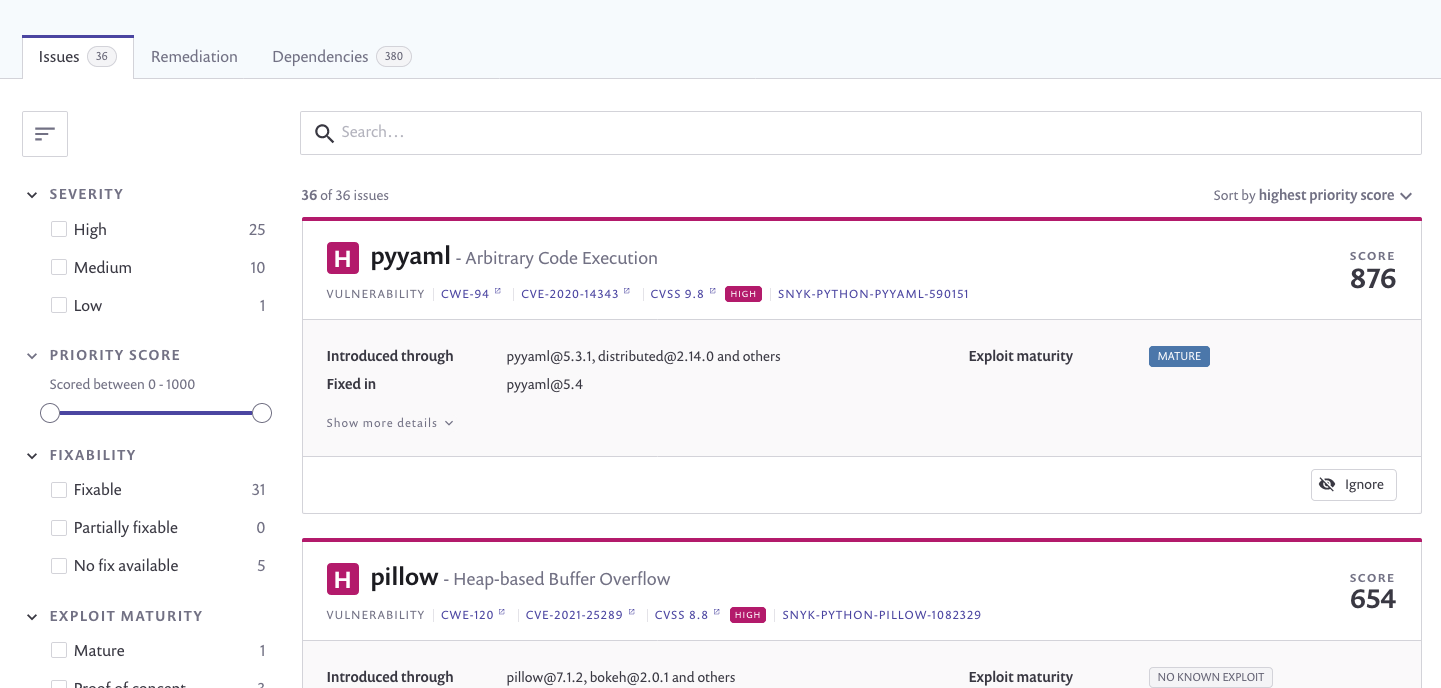 Issues 36 Remediation Dependencies 380
Search...
SEVERITY
High 25
Medium 10
Low 1
PRIORITY SCORE
Scored between 0 - 1000
FIXABILITY
Fixable 31
Partially fixable 0
No fix available 5
EXPLOIT MATURITY
Mature 1
Proof of concept
36 of 36 issues Sort by highest priority score
H pyyaml - Arbitrary Code Execution
SCORE
876
VULNERABILITY CWE-94 CVE-2020-14343 CVSS 9.8 HIGH SNYK-PYTHON-PYYAML-590151
Introduced through pyyaml@5.3.1, distributed@2.14.0 and others Exploit maturity MATURE
Fixed in pyyaml@5.4
Show more details
Ignore
H pillow - Heap-based Buffer Overflow
SCORE
654
VULNERABILITY CWE-120 CVE-2021-25289 CVSS 8.8 HIGH SNYK-PYTHON-PILLOW-1082329
Introduced through pillow@7.1.2, bokeh@2.0.1 and others Exploit maturity NO KNOWN EXPLOIT